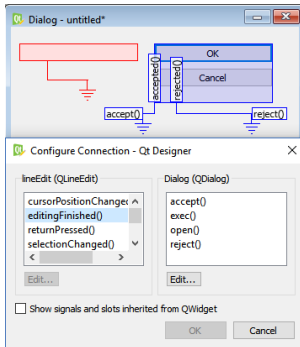 Dialog - untitled*
OK
Cancel
accepted()
rejected()
accept()
reject()
Configure Connection - Qt Designer
lineEdit (QLineEdit)
Dialog (QDialog)
cursorPositionChanged
editingFinished()
returnPressed()
selectionChanged()
accept()
exec()
open()
reject()
Edit...
Edit...
Show signals and slots inherited from QWidget
OK
Cancel